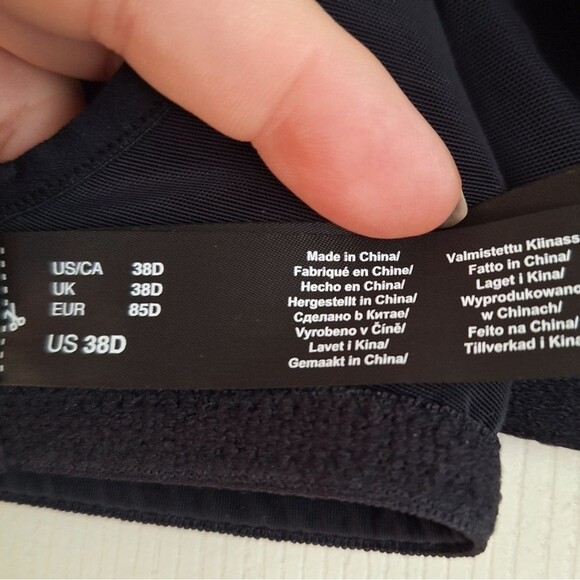 US/CA 38D
UK 38D
EUR 85D
US 38D
Made in China/
Fabriqué en Chine/
Hecho en China/
Hergestellt in China/
Сделано в Китае/
Vyrobeno v Číně/
Lavet i Kina/
Gemaakt in China/
Valmistettu Kiinass
Fatto in China/
Laget i Kina/
Wyprodukowano
w Chinach/
Feito na China/
Tillverkad i Kina